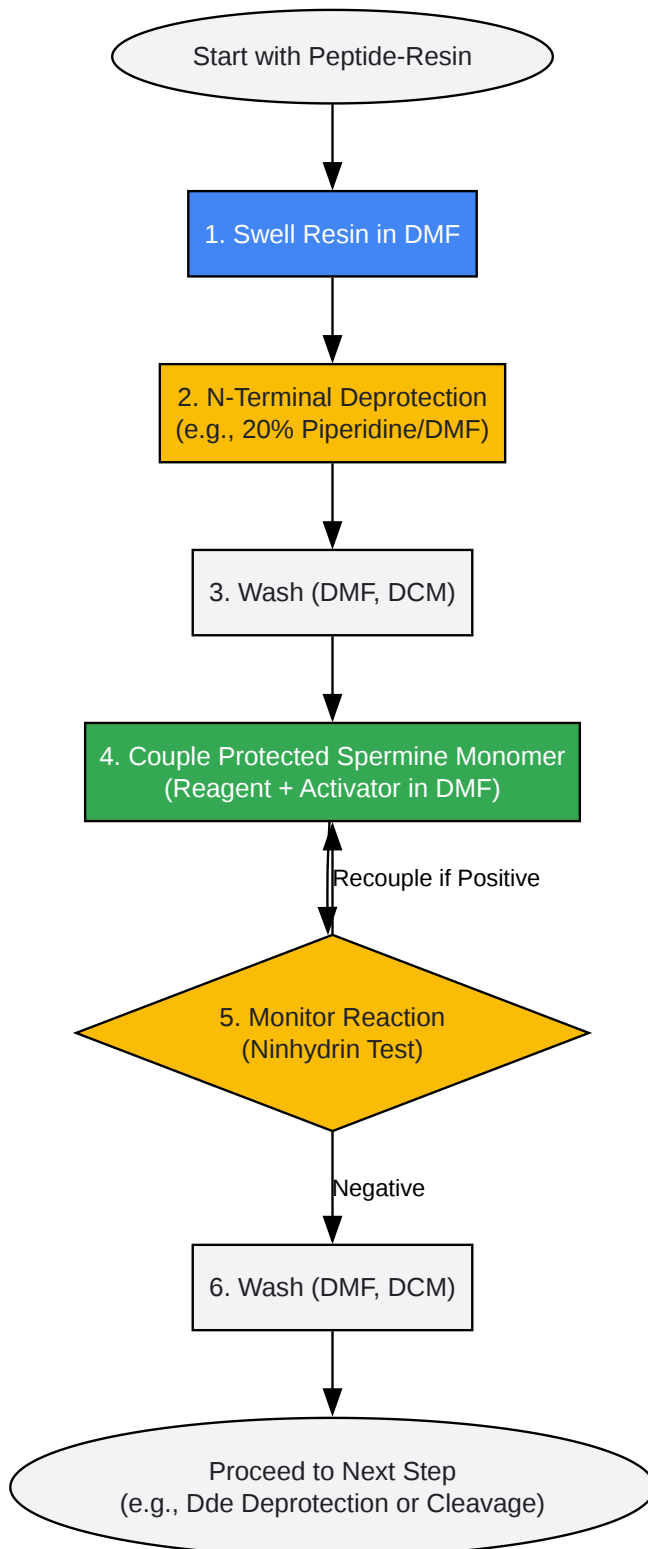 Start with Peptide-Resin
1. Swell Resin in DMF
2. N-Terminal Deprotection
(e.g., 20% Piperidine/DMF)
3. Wash (DMF, DCM)
4. Couple Protected Spermine Monomer
(Reagent + Activator in DMF)
Recouple if Positive
5. Monitor Reaction
(Ninhydrin Test)
Negative
6. Wash (DMF, DCM)
Proceed to Next Step
(e.g., Dde Deprotection or Cleavage)